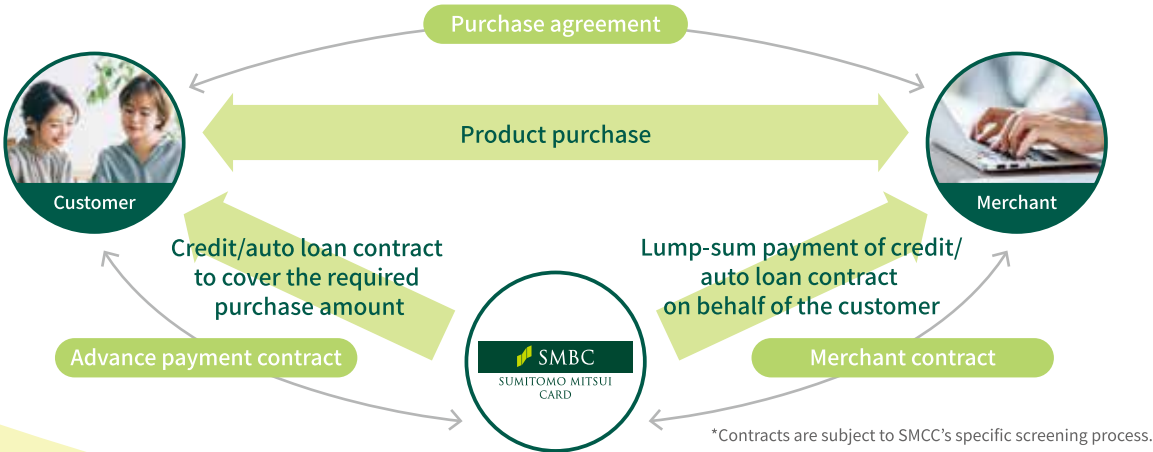 Purchase agreement
Product purchase
Customer
Merchant
Credit/auto loan contract
to cover the required
purchase amount
Lump-sum payment of credit/
auto loan contract
on behalf of the customer
Advance payment contract
SMBC
SUMITOMO MITSUI
CARD
Merchant contract
*Contracts are subject to SMCC's specific screening process.